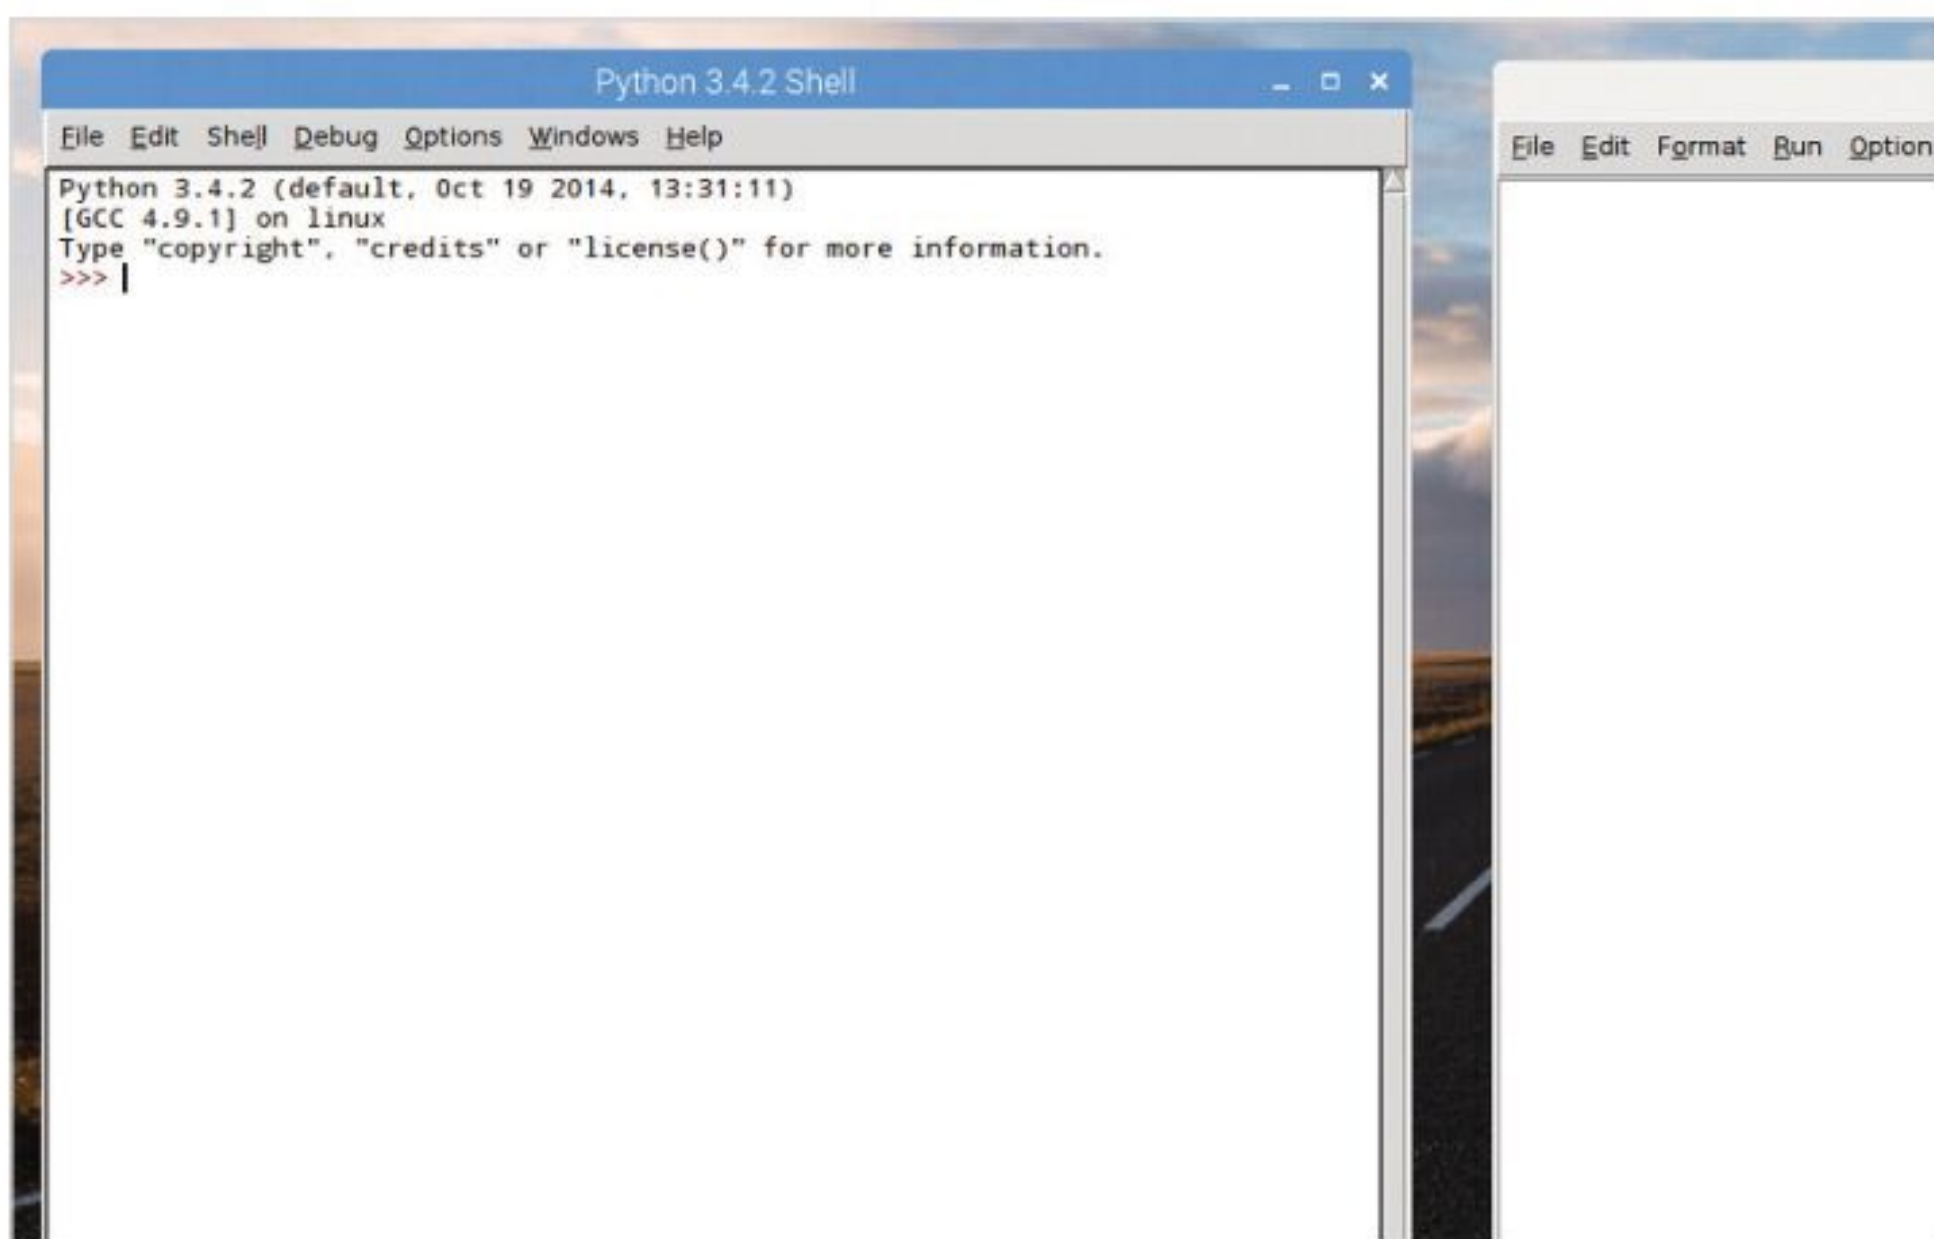 Python 3.4.2 Shell
File Edit Shell Debug Options Windows Help
Python 3.4.2 (default, Oct 19 2014, 13:31:11)
[GCC 4.9.1] on linux
Type "copyright", "credits" or "license()" for more information.
>>>
File Edit Format Run Option